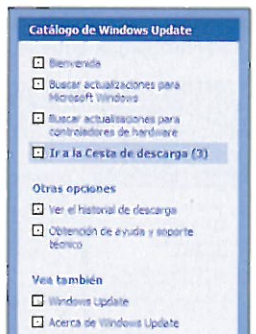 Catálogo de Windows Update
Bienvenida
Buscar actualizaciones para
Microsoft Windows
Buscar actualizaciones para
controladores de hardware
Ir a la Cesta de descarga (3)
Otras opciones
Ver el historial de descarga
Obtención de ayuda y soporte
técnico
Vea también
Windows Update
Acerca de Windows Update